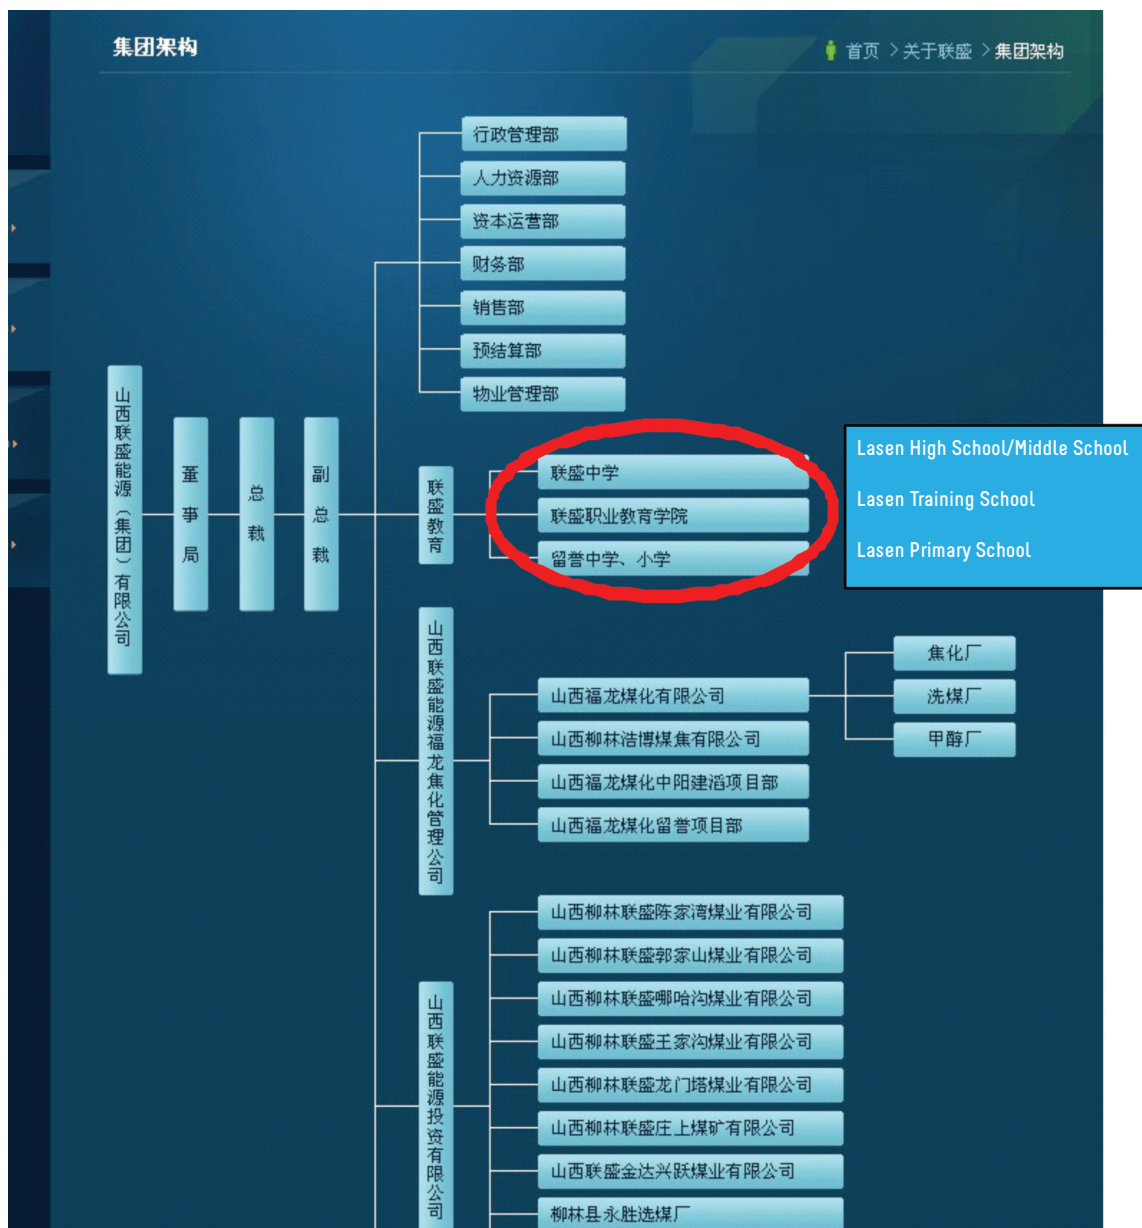 集团架构
首页 > 关于联盛 > 集团架构
行政管理部
人力资源部
资本运营部
财务部
销售部
预结算部
物业管理部
山西联盛能源（集团）有限公司
董事局
总裁
副总裁
联盛教育
联盛中学
联盛职业教育学院
留誉中学、小学
Lasen High School/Middle School
Lasen Training School
Lasen Primary School
山西联盛能源福龙焦化管理公司
山西福龙煤化有限公司
山西柳林浩博煤焦有限公司
山西福龙煤化中阳建滔项目部
山西福龙煤化留誉项目部
焦化厂
洗煤厂
甲醇厂
山西联盛能源投资有限公司
山西柳林联盛陈家湾煤业有限公司
山西柳林联盛郭家山煤业有限公司
山西柳林联盛哪哈沟煤业有限公司
山西柳林联盛王家沟煤业有限公司
山西柳林联盛龙门塔煤业有限公司
山西柳林联盛庄上煤矿有限公司
山西联盛金达兴跃煤业有限公司
柳林县永胜选煤厂